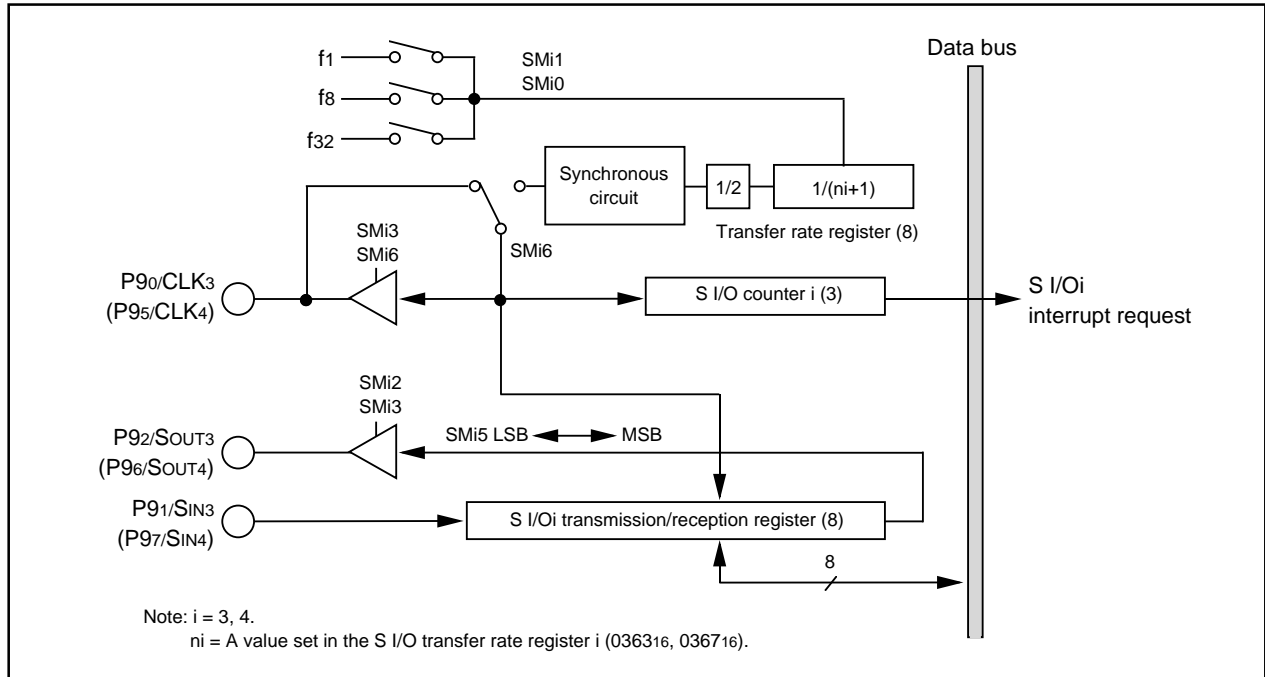 Data bus
f1
f8
f32
SMi1
SMi0
Synchronous
circuit
1/2
1/(ni+1)
Transfer rate register (8)
SMi3
SMi6
SMi6
P90/CLK3
(P95/CLK4)
S I/O counter i (3)
S I/Oi
interrupt request
SMi2
SMi3
SMi5 LSB
MSB
P92/SOUT3
(P96/SOUT4)
P91/SIN3
(P97/SIN4)
S I/Oi transmission/reception register (8)
8
Note: i = 3, 4.
ni = A value set in the S I/O transfer rate register i (036316, 036716).